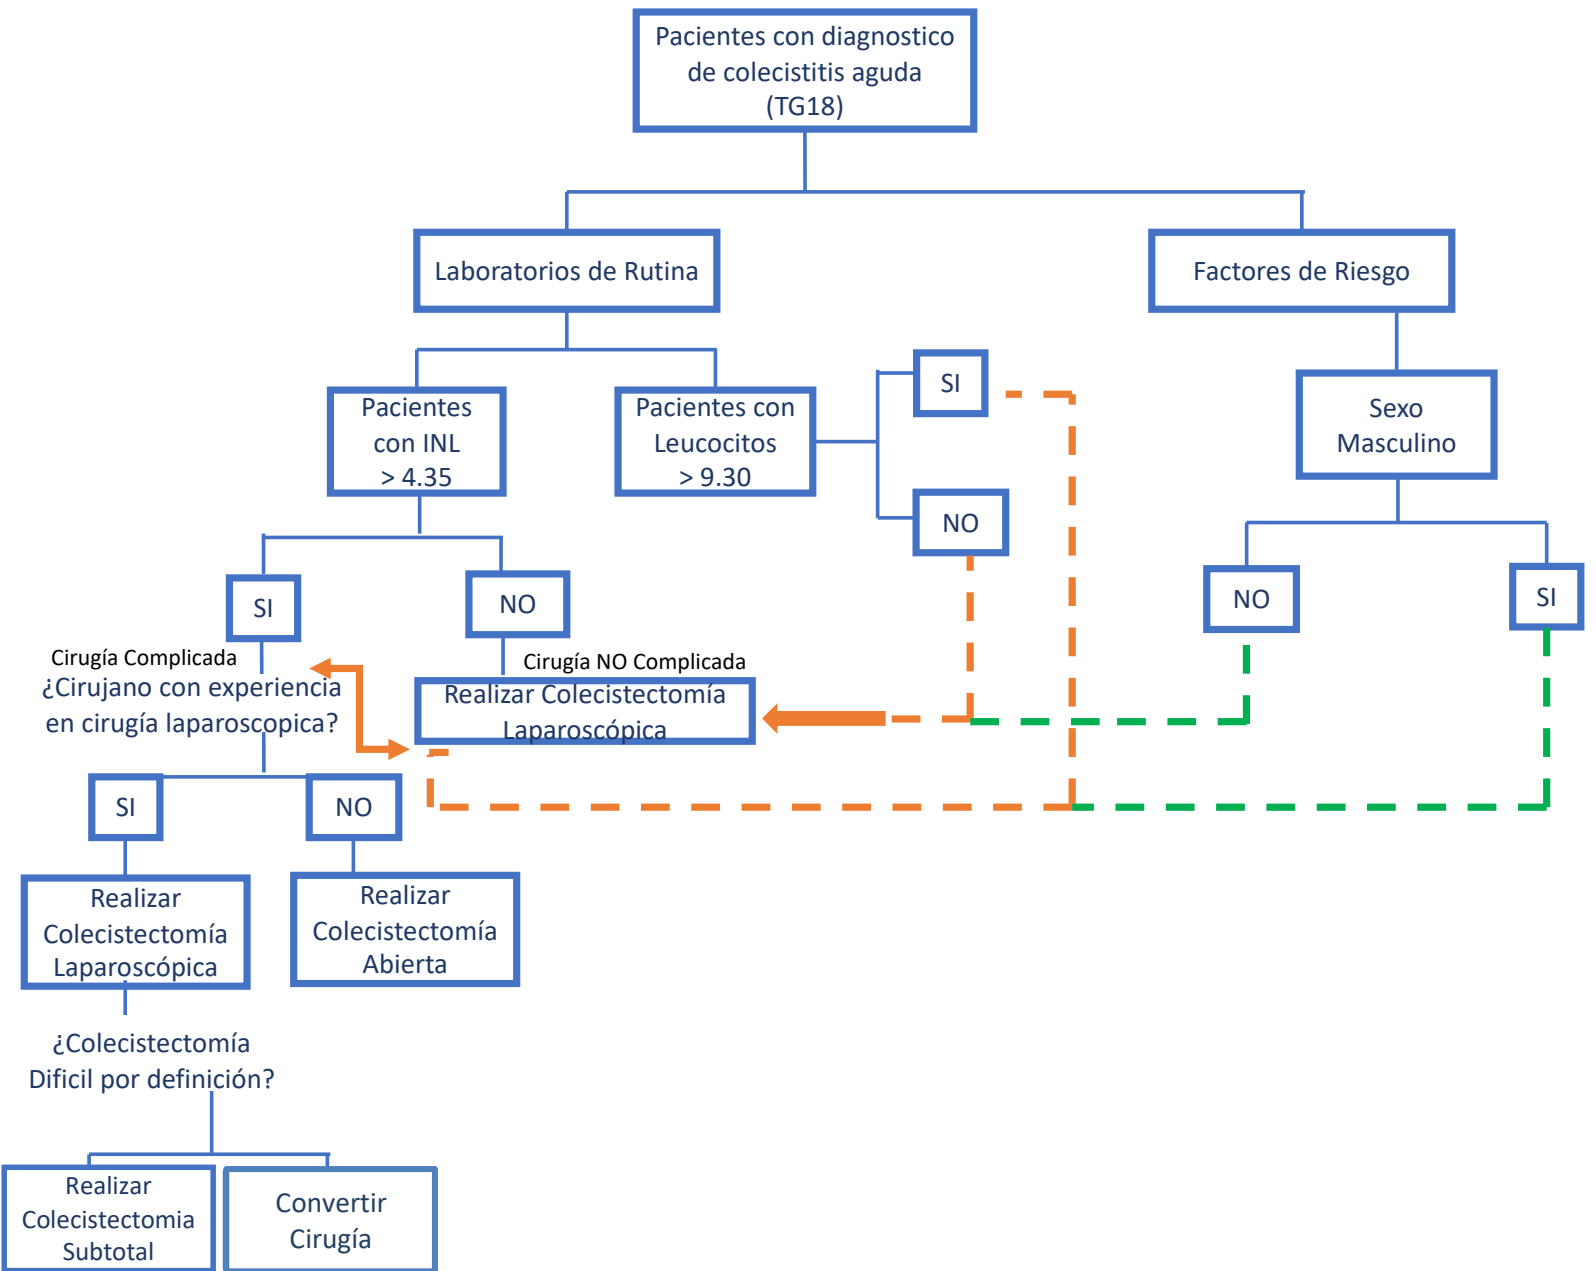 Pacientes con diagnostico
de colecistitis aguda
(TG18)
Laboratorios de Rutina
Factores de Riesgo
Pacientes
con INL
> 4.35
Pacientes con
Leucocitos
> 9.30
SI
NO
Sexo
Masculino
SI
NO
NO
SI
Cirugía Complicada
¿Cirujano con experiencia
en cirugía laparoscopica?
Cirugía NO Complicada
Realizar Colecistectomía
Laparoscópica
SI
NO
Realizar
Colecistectomía
Laparoscópica
Realizar
Colecistectomía
Abierta
¿Colecistectomía
Dificil por definición?
Realizar
Colecistectomia
Subtotal
Convertir
Cirugía